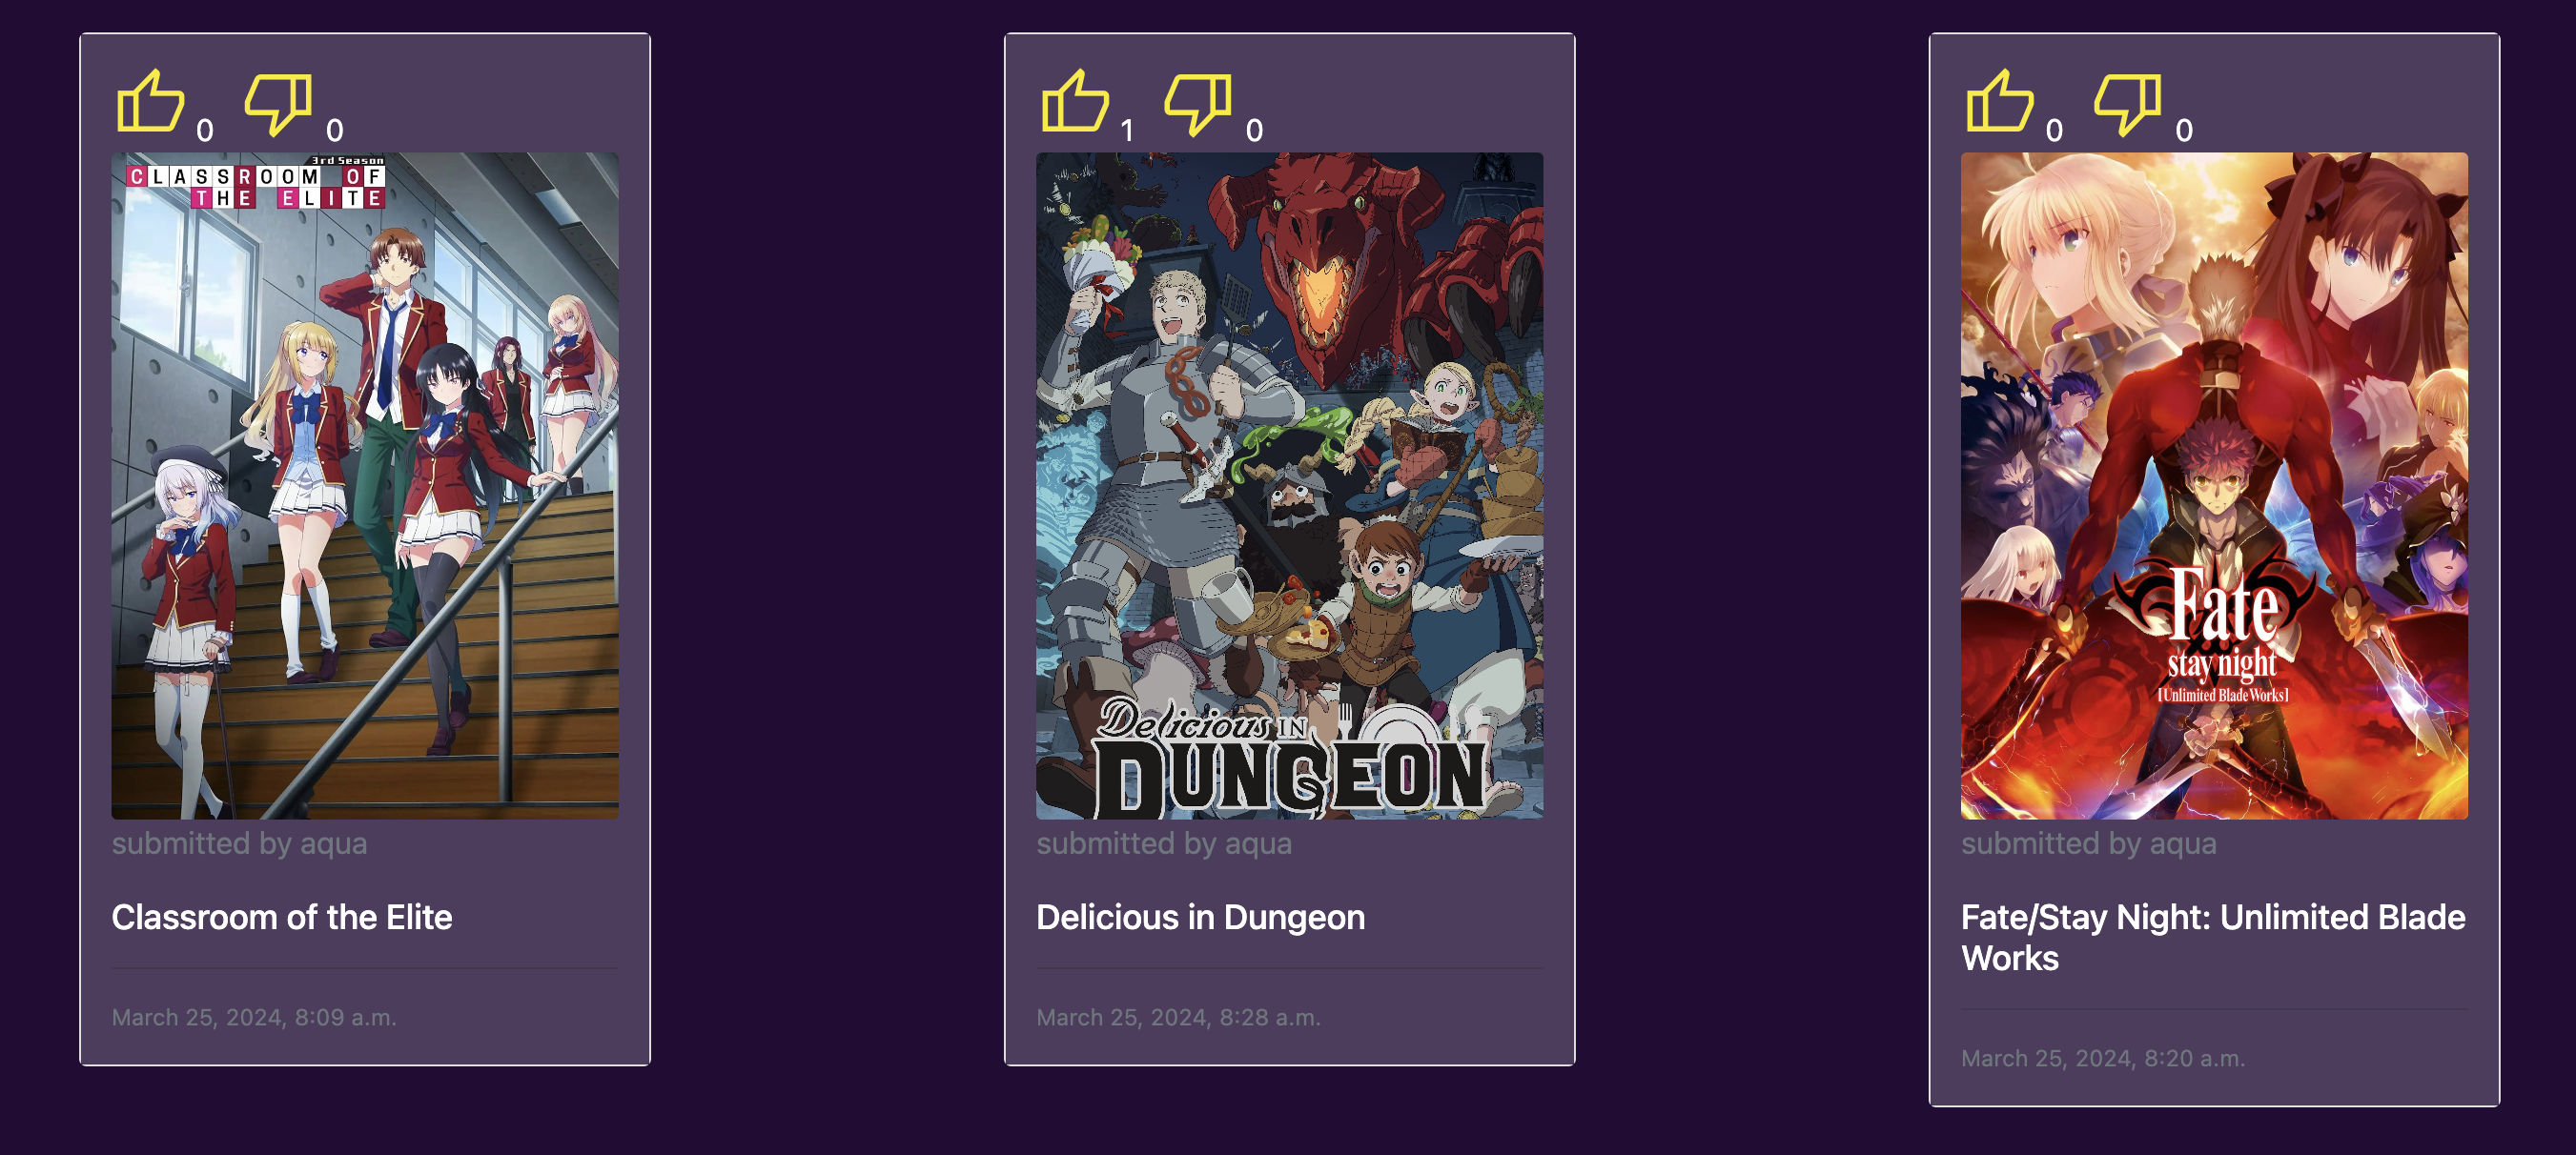 0 0
3rd Season
CLASSROOM OF
THE ELITE
submitted by aqua
Classroom of the Elite
March 25, 2024, 8:09 a.m.
1 0
Delicious IN
DUNGEON
submitted by aqua
Delicious in Dungeon
March 25, 2024, 8:28 a.m.
0 0
Fate
stay night
[Unlimited Blade Works]
submitted by aqua
Fate/Stay Night: Unlimited Blade
Works
March 25, 2024, 8:20 a.m.